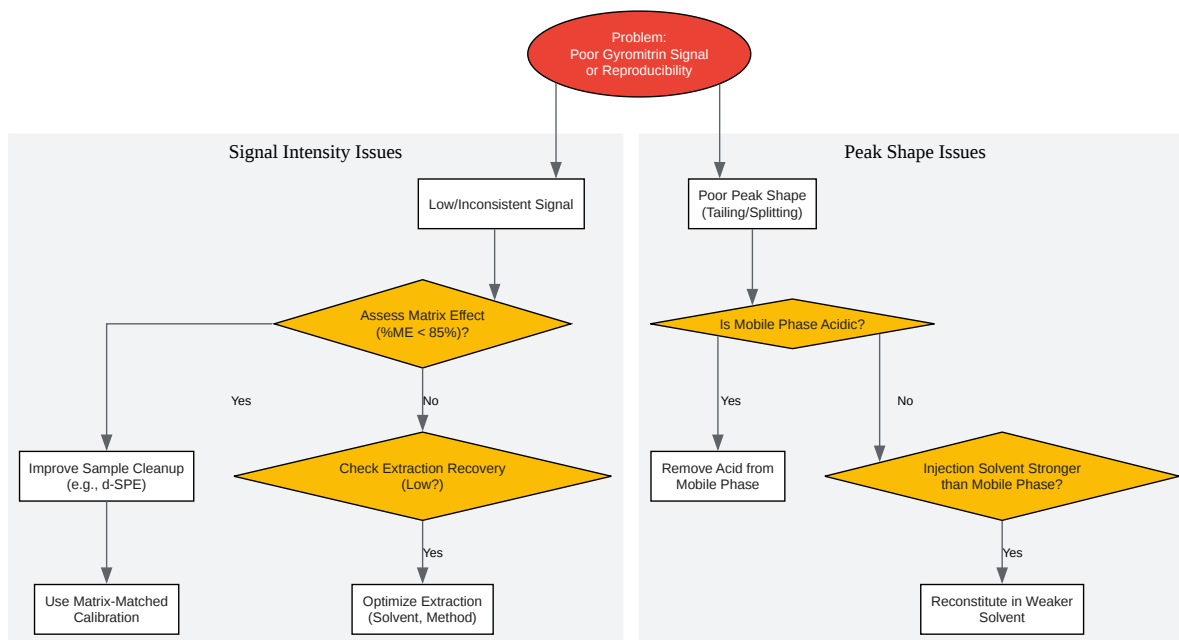 Problem:
Poor Gyromitrin Signal
or Reproducibility
Signal Intensity Issues
Peak Shape Issues
Low/Inconsistent Signal
Poor Peak Shape
(Tailing/Splitting)
Assess Matrix Effect
(%ME < 85%)?
Is Mobile Phase Acidic?
Yes
No
Yes
No
Improve Sample Cleanup
(e.g., d-SPE)
Check Extraction Recovery
(Low?)
Remove Acid from
Mobile Phase
Injection Solvent Stronger
than Mobile Phase?
Yes
Yes
Use Matrix-Matched
Calibration
Optimize Extraction
(Solvent, Method)
Reconstitute in Weaker
Solvent